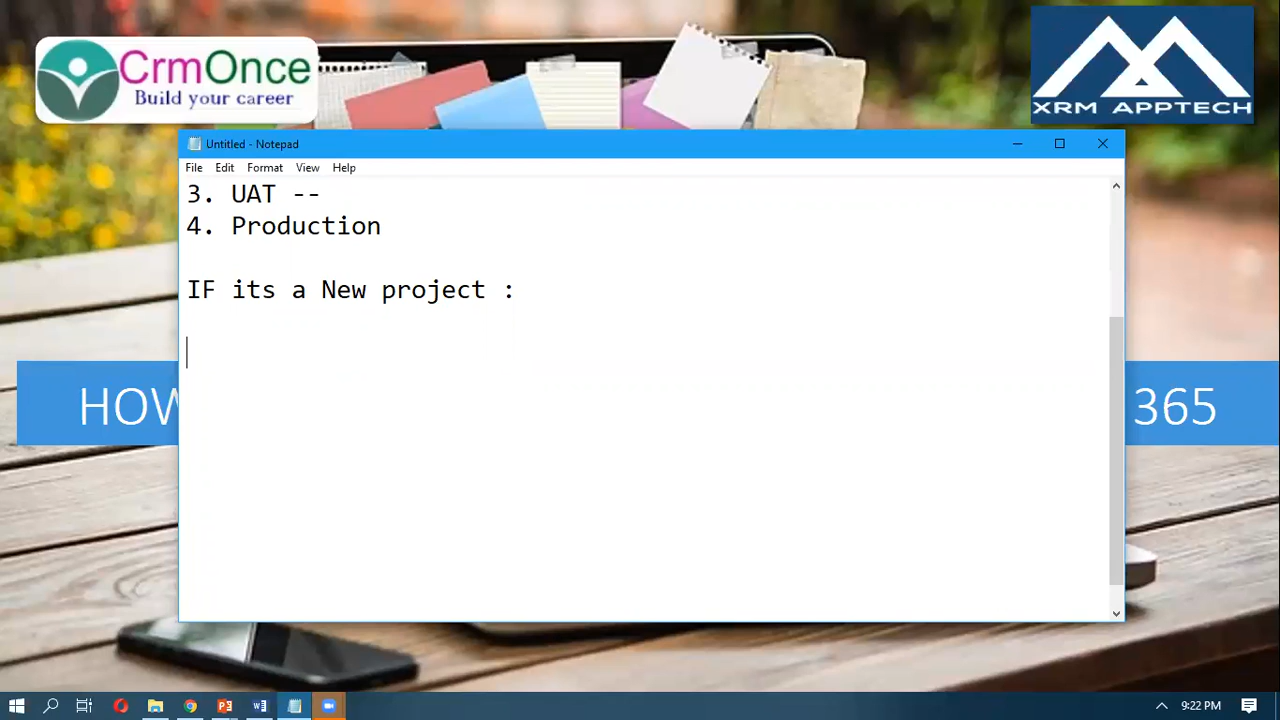 CrmOnce
Build your career
XRM APPTECH
Untitled - Notepad
File Edit Format View Help
3. UAT --
4. Production
IF its a New project :
HOW
365
9:22 PM